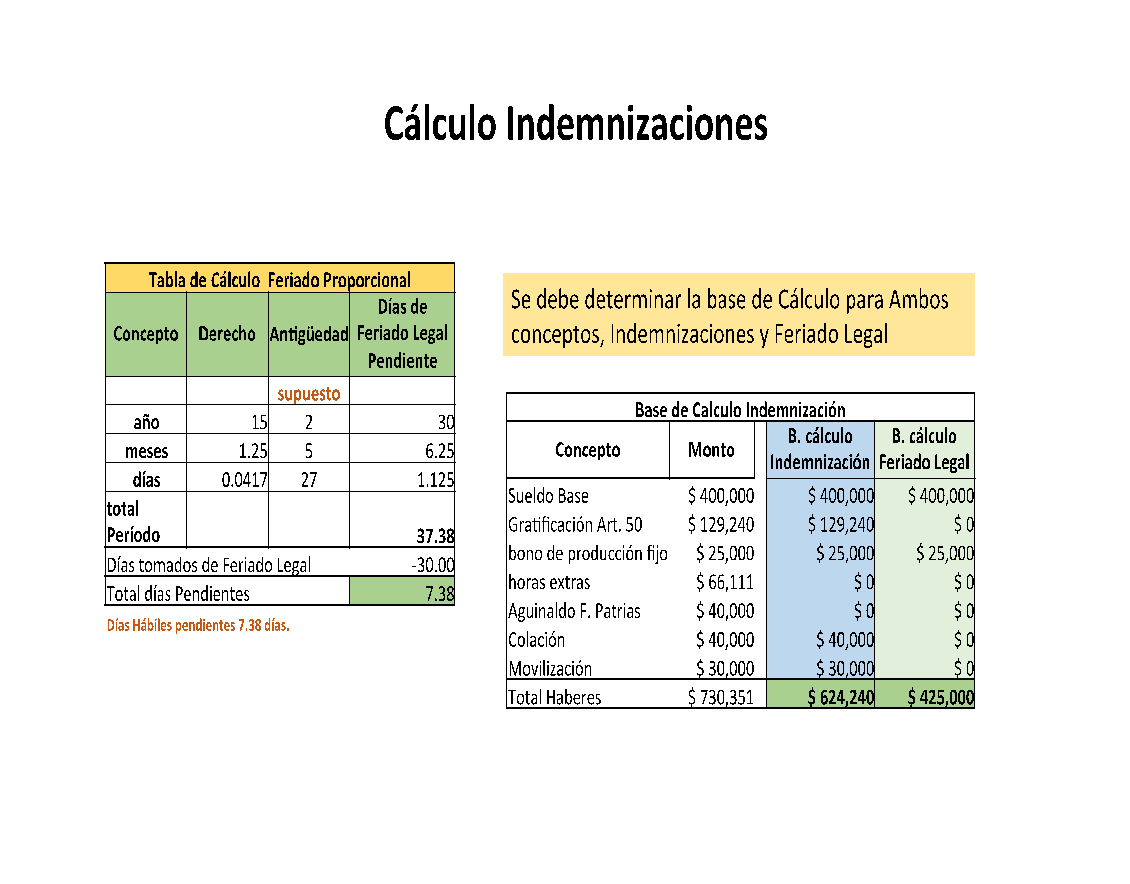 Cálculo Indemnizaciones
Tabla de Cálculo Feriado Proporcional
Concepto Derecho Antigüedad Días de Feriado Legal Pendiente
supuesto
año 15 2 30
meses 1.25 5 6.25
días 0.0417 27 1.125
total
Período 37.38
Días tomados de Feriado Legal -30.00
Total días Pendientes 7.38
Días Hábiles pendientes 7.38 días.
Se debe determinar la base de Cálculo para Ambos
conceptos, Indemnizaciones y Feriado Legal
Base de Calculo Indemnización
Concepto Monto B. cálculo Indemnización B. cálculo Feriado Legal
Sueldo Base $ 400,000 $ 400,000 $ 400,000
Gratificación Art. 50 $ 129,240 $ 129,240 $ 0
bono de producción fijo $ 25,000 $ 25,000 $ 25,000
horas extras $ 66,111 $ 0 $ 0
Aguinaldo F. Patrias $ 40,000 $ 0 $ 0
Colación $ 40,000 $ 40,000 $ 0
Movilización $ 30,000 $ 30,000 $ 0
Total Haberes $ 730,351 $ 624,240 $ 425,000